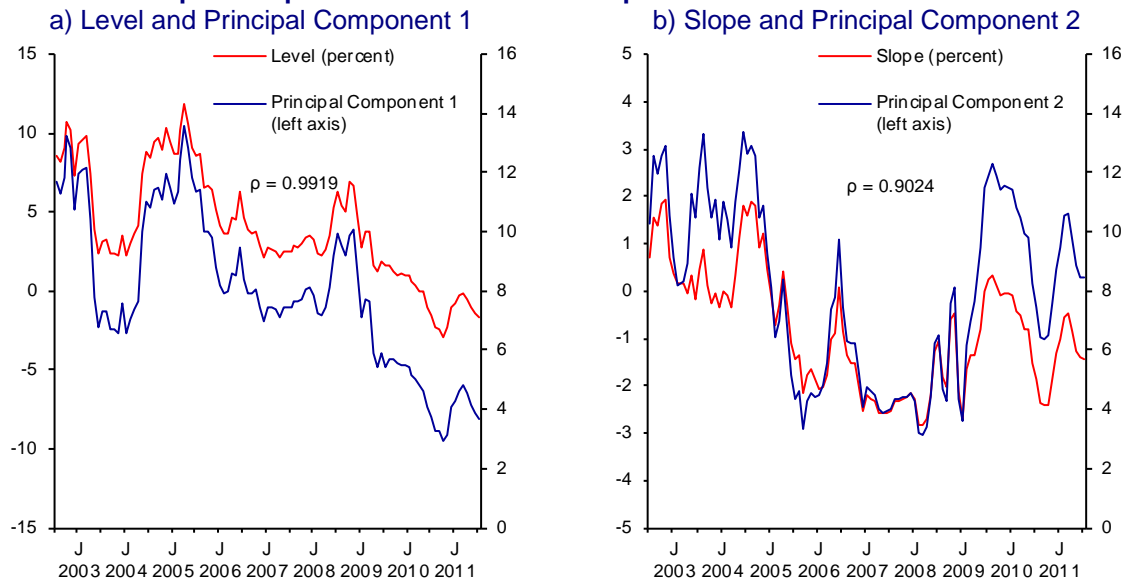 a) Level and Principal Component 1
15
10
5
0
-5
-10
-15
16
14
12
10
8
6
4
2
0
Level (percent)
Principal Component 1
(left axis)
ρ = 0.9919
J J J J J J J J J
2003 2004 2005 2006 2007 2008 2009 2010 2011
b) Slope and Principal Component 2
5
4
3
2
1
0
-1
-2
-3
-4
-5
16
14
12
10
8
6
4
2
0
Slope (percent)
Principal Component 2
(left axis)
ρ = 0.9024
J J J J J J J J J
2003 2004 2005 2006 2007 2008 2009 2010 2011